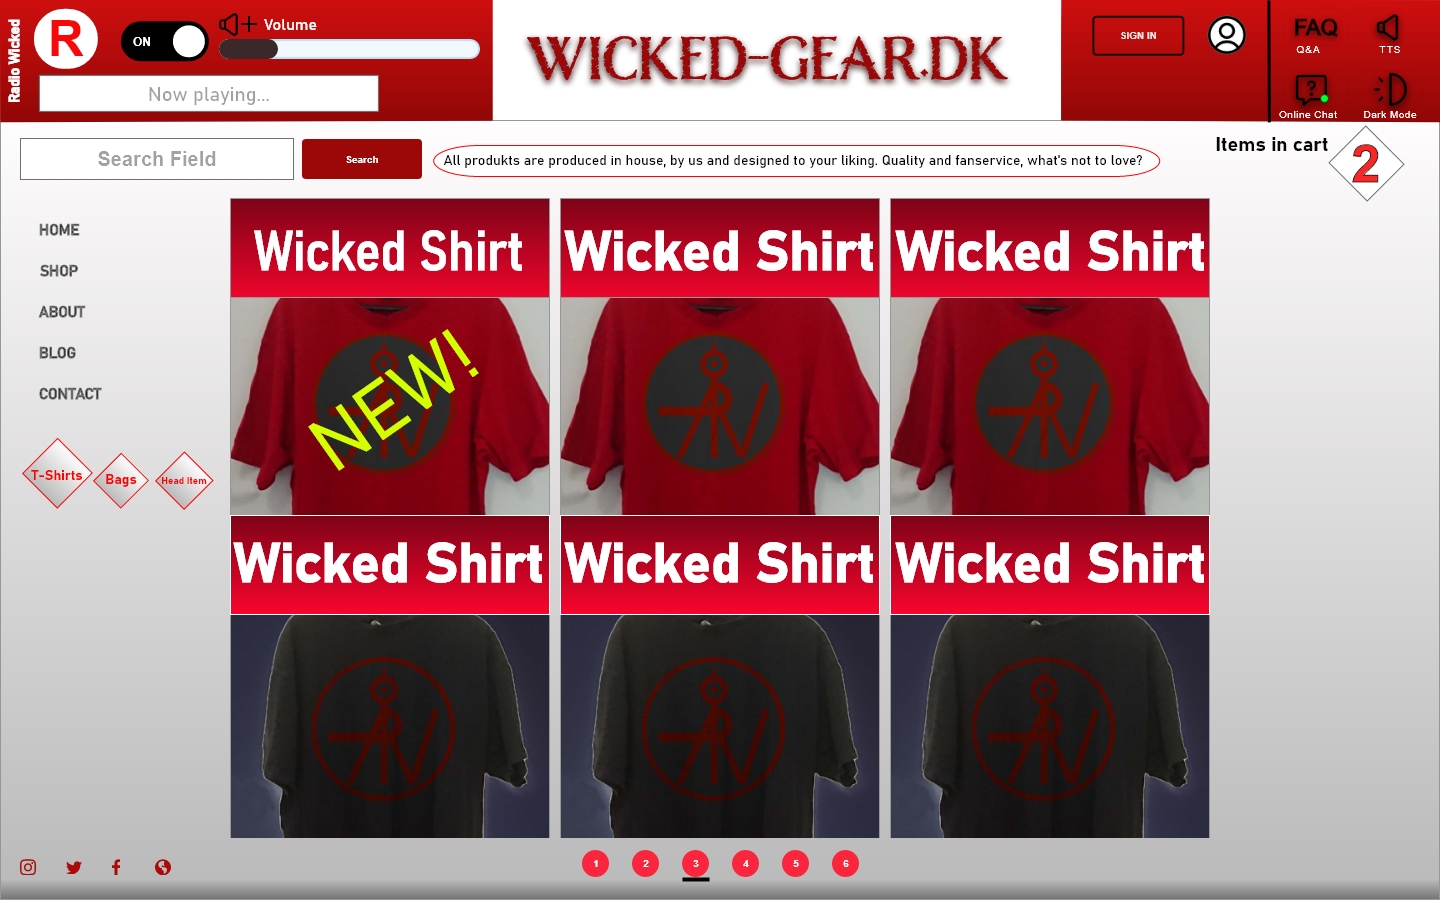 Radio Wicked
R
ON
Volume
Now playing...
WICKED-GEAR.DK
SIGN IN
FAQ
Q&A
TTS
Online Chat
Dark Mode
Search Field
Search
All produkts are produced in house, by us and designed to your liking. Quality and fanservice, what's not to love?
Items in cart
2
HOME
SHOP
ABOUT
BLOG
CONTACT
T-Shirts
Bags
Head Item
Wicked Shirt
Wicked Shirt
Wicked Shirt
NEW!
Wicked Shirt
Wicked Shirt
Wicked Shirt
1 2 3 4 5 6